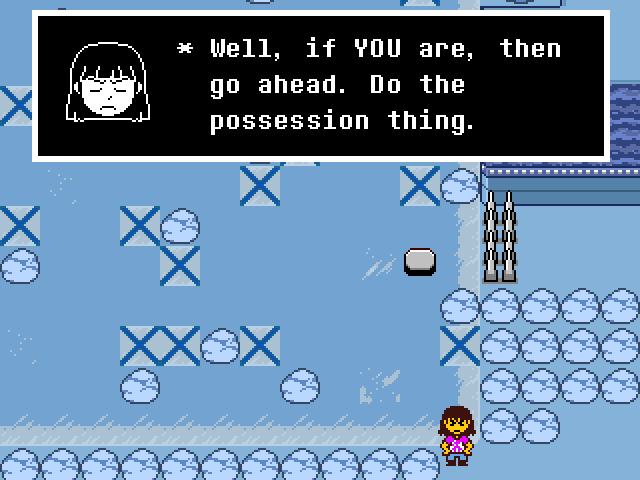 * Well, if YOU are, then
go ahead. Do the
possession thing.